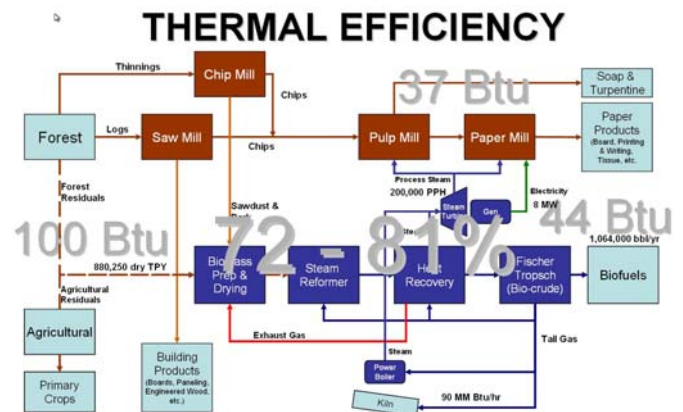 THERMAL EFFICIENCY
Thinnings
Chip Mill
Chips
37 Btu
Soap &
Turpentine
Forest
Logs
Saw Mill
Chips
Pulp Mill
Paper Mill
Paper
Products
(Board, Printing
& Writing,
Tissue, etc.
Process Steam
200,000 PPH
Electricity
8 MW
Forest
Residuals
Sawdust &
Steam
Gen
100 Btu
72 - 81%
44 Btu
1,064,000 bbl/yr
880,250 dry TPY
Biomass
Prep &
Drying
Steam
Reformer
Heat
Recovery
Fischer
Tropsch
(Bio-crude)
Biofuels
Agricultural
Residuals
Agricultural
Exhaust Gas
Tail Gas
Building
Products
(Boards, Paneling,
Engineered Wood,
etc.)
Steam
Power
Boiler
Primary
Crops
Kiln
90 MM Btu/hr